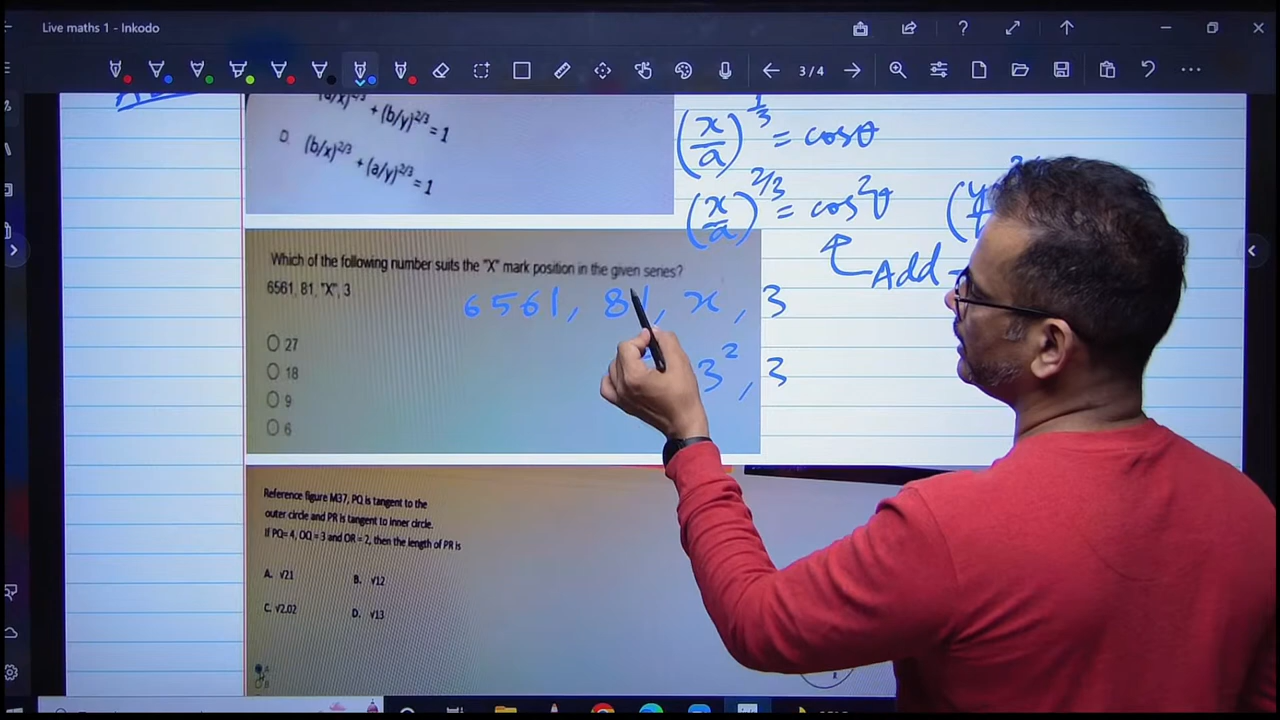 Live maths 1 - Inkodo
3/4
+ (b/y)^2/3 = 1
D. (b/x)^2/3 + (a/y)^2/3 = 1
(x/a)^1/3 = cosθ
(x/a)^2/3 = cos²θ
Add
Which of the following number suits the "X" mark position in the given series?
6561, 81, "X", 3
6561, 81, x, 3
3², 3
27
18
9
6
Reference figure M37, PQ is tangent to the
outer circle and PR is tangent to inner circle.
If PQ= 4, OQ = 3 and OR = 2, then the length of PR is
A. √21 B. √12
C. √2.02 D. √13